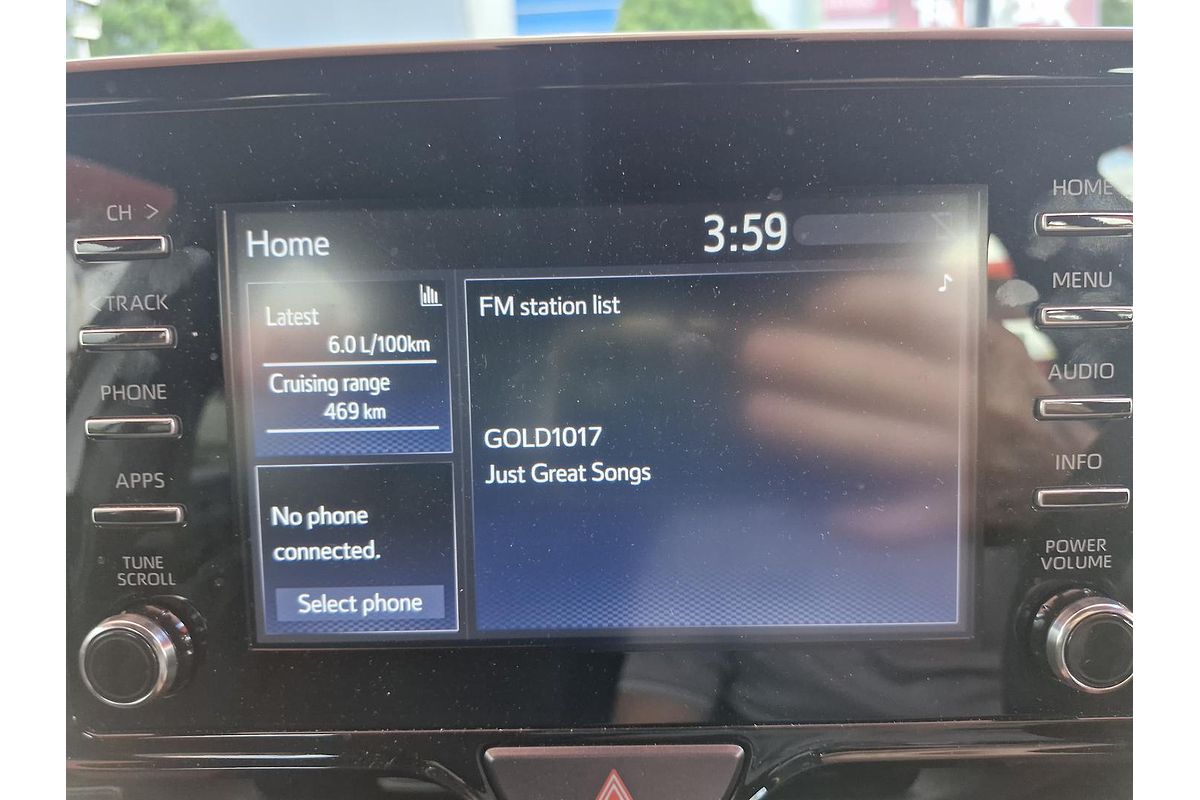 CH >
< TRACK
PHONE
APPS
TUNE
SCROLL
Home
3:59
Latest
6.0 L/100km
Cruising range
469 km
No phone
connected.
Select phone
FM station list
GOLD1017
Just Great Songs
HOME
MENU
AUDIO
INFO
POWER
VOLUME